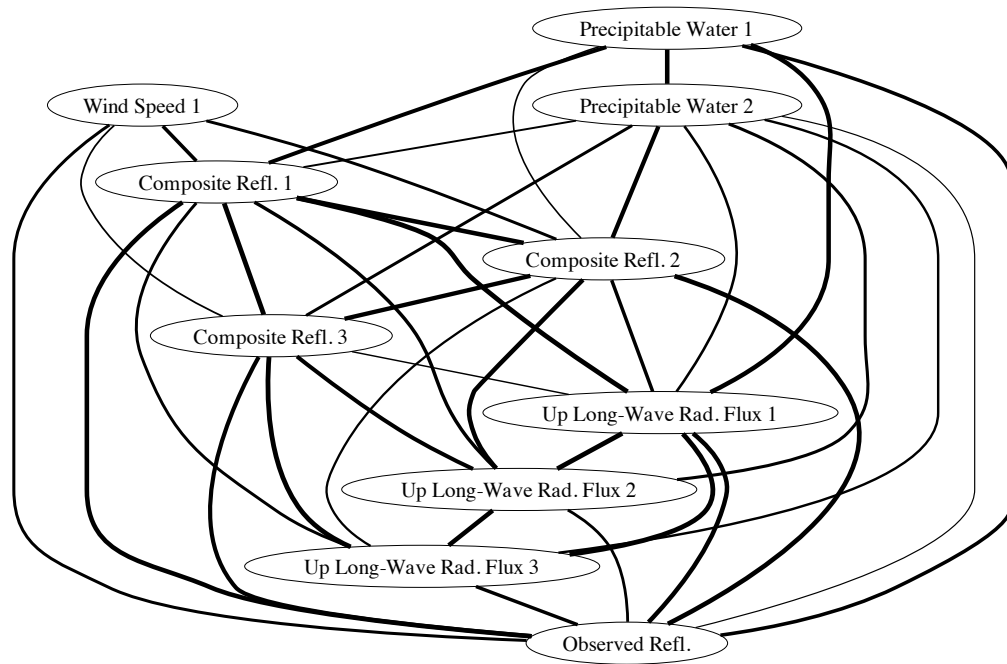 Precipitable Water 1
Wind Speed 1
Precipitable Water 2
Composite Refl. 1
Composite Refl. 2
Composite Refl. 3
Up Long-Wave Rad. Flux 1
Up Long-Wave Rad. Flux 2
Up Long-Wave Rad. Flux 3
Observed Refl.